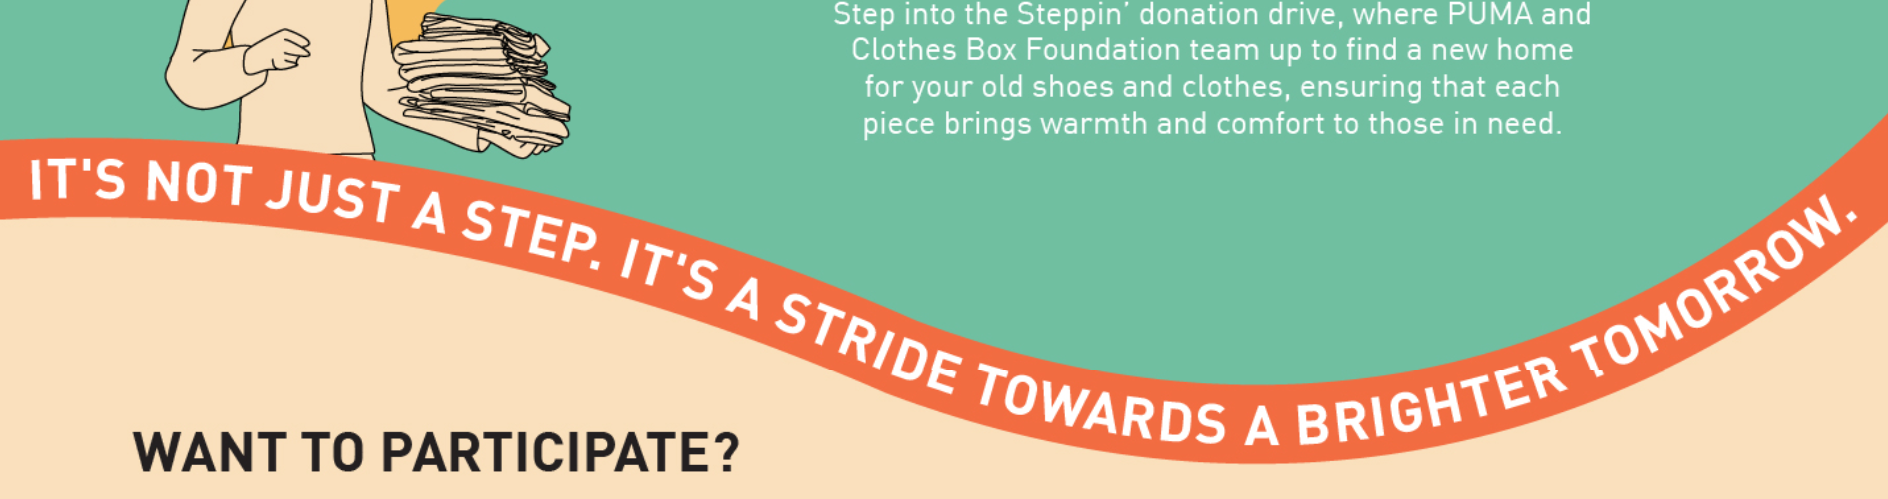 Step into the Steppin' donation drive, where PUMA and
Clothes Box Foundation team up to find a new home
for your old shoes and clothes, ensuring that each
piece brings warmth and comfort to those in need.
IT'S NOT JUST A STEP. IT'S A STRIDE TOWARDS A BRIGHTER TOMORROW.
WANT TO PARTICIPATE?